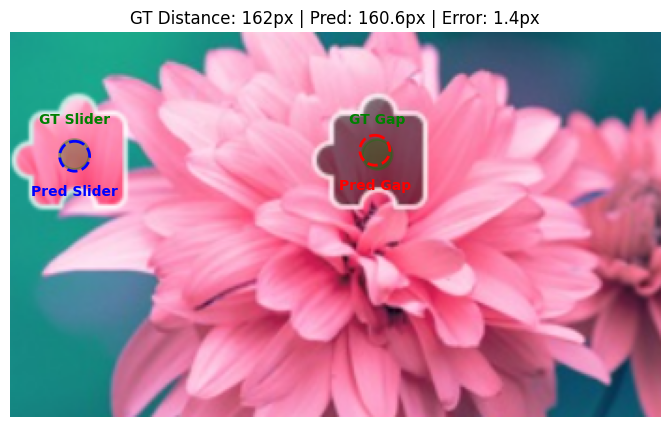 GT Distance: 162px | Pred: 160.6px | Error: 1.4px
GT Slider
GT Gap
Pred Slider
Pred Gap